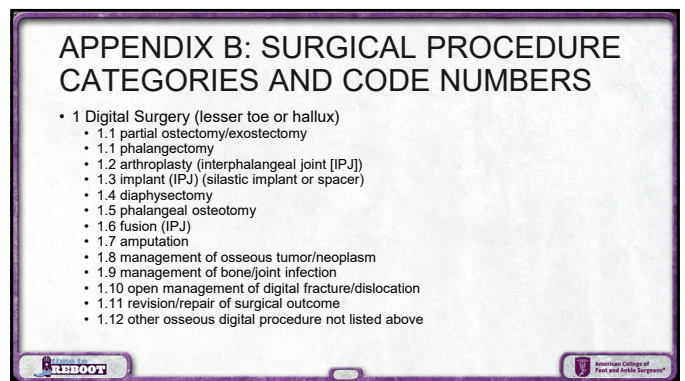 APPENDIX B: SURGICAL PROCEDURE
CATEGORIES AND CODE NUMBERS
• 1 Digital Surgery (lesser toe or hallux)
• 1.1 partial ostectomy/exostectomy
• 1.1 phalangectomy
• 1.2 arthroplasty (interphalangeal joint [IPJ])
• 1.3 implant (IPJ) (silastic implant or spacer)
• 1.4 diaphysectomy
• 1.5 phalangeal osteotomy
• 1.6 fusion (IPJ)
• 1.7 amputation
• 1.8 management of osseous tumor/neoplasm
• 1.9 management of bone/joint infection
• 1.10 open management of digital fracture/dislocation
• 1.11 revision/repair of surgical outcome
• 1.12 other osseous digital procedure not listed above
time to
REBOOT
American College of
Foot and Ankle Surgeons®